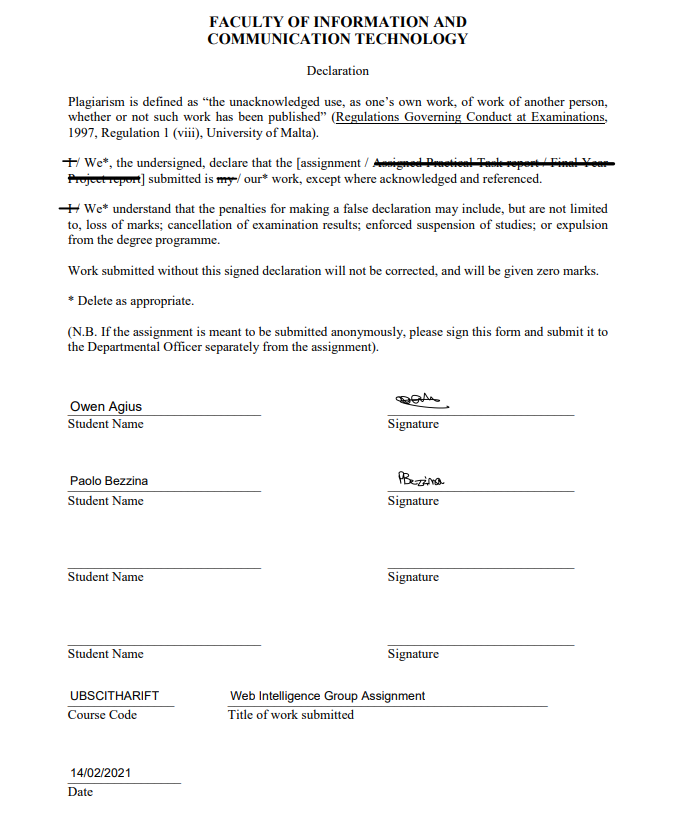 FACULTY OF INFORMATION AND
COMMUNICATION TECHNOLOGY
Declaration
Plagiarism is defined as “the unacknowledged use, as one’s own work, of work of another person,
whether or not such work has been published” (Regulations Governing Conduct at Examinations,
1997, Regulation 1 (viii), University of Malta).
I / We*, the undersigned, declare that the [assignment / Assigned Practical Task report / Final Year
Project report] submitted is my / our* work, except where acknowledged and referenced.
I / We* understand that the penalties for making a false declaration may include, but are not limited
to, loss of marks; cancellation of examination results; enforced suspension of studies; or expulsion
from the degree programme.
Work submitted without this signed declaration will not be corrected, and will be given zero marks.
* Delete as appropriate.
(N.B. If the assignment is meant to be submitted anonymously, please sign this form and submit it to
the Departmental Officer separately from the assignment).
Owen Agius
Student Name Signature
Paolo Bezzina PBezzina
Student Name Signature
Student Name Signature
Student Name Signature
UBSCITHARIFT Web Intelligence Group Assignment
Course Code Title of work submitted
14/02/2021
Date